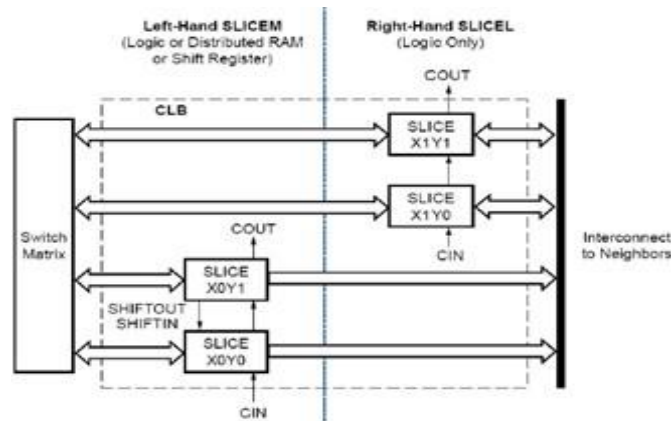 Left-Hand SLICEM
(Logic or Distributed RAM
or Shift Register)
Right-Hand SLICEL
(Logic Only)
COUT
CLB
SLICE
X1Y1
SLICE
X1Y0
COUT
CIN
Switch
Matrix
Interconnect
to Neighbors
SLICE
X0Y1
SHIFTOUT
SHIFTIN
SLICE
X0Y0
CIN